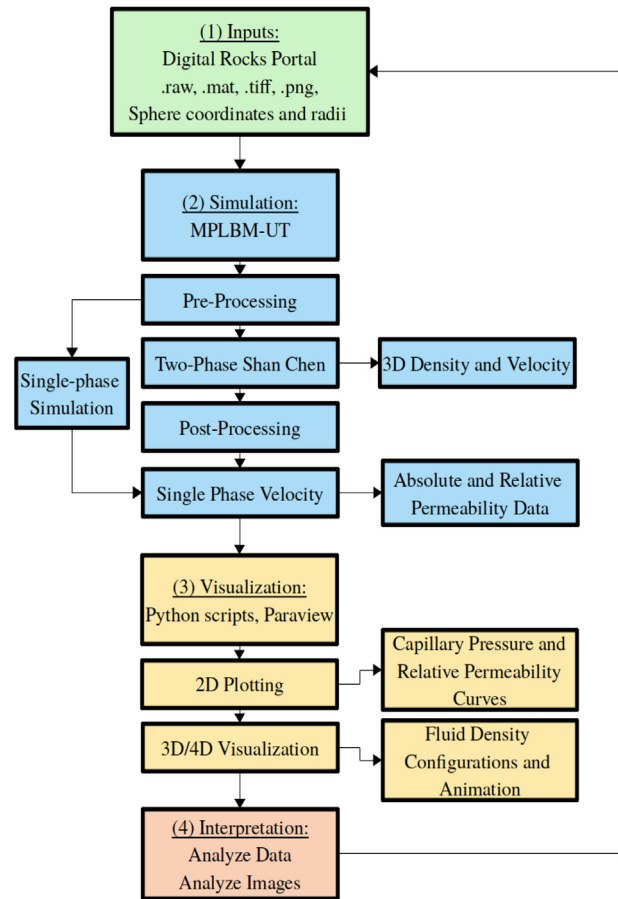 (1) Inputs:
Digital Rocks Portal
.raw, .mat, .tiff, .png,
Sphere coordinates and radii
(2) Simulation:
MPLBM-UT
Pre-Processing
Single-phase
Simulation
Two-Phase Shan Chen
3D Density and Velocity
Post-Processing
Single Phase Velocity
Absolute and Relative
Permeability Data
(3) Visualization:
Python scripts, Paraview
2D Plotting
Capillary Pressure and
Relative Permeability
Curves
3D/4D Visualization
Fluid Density
Configurations and
Animation
(4) Interpretation:
Analyze Data
Analyze Images